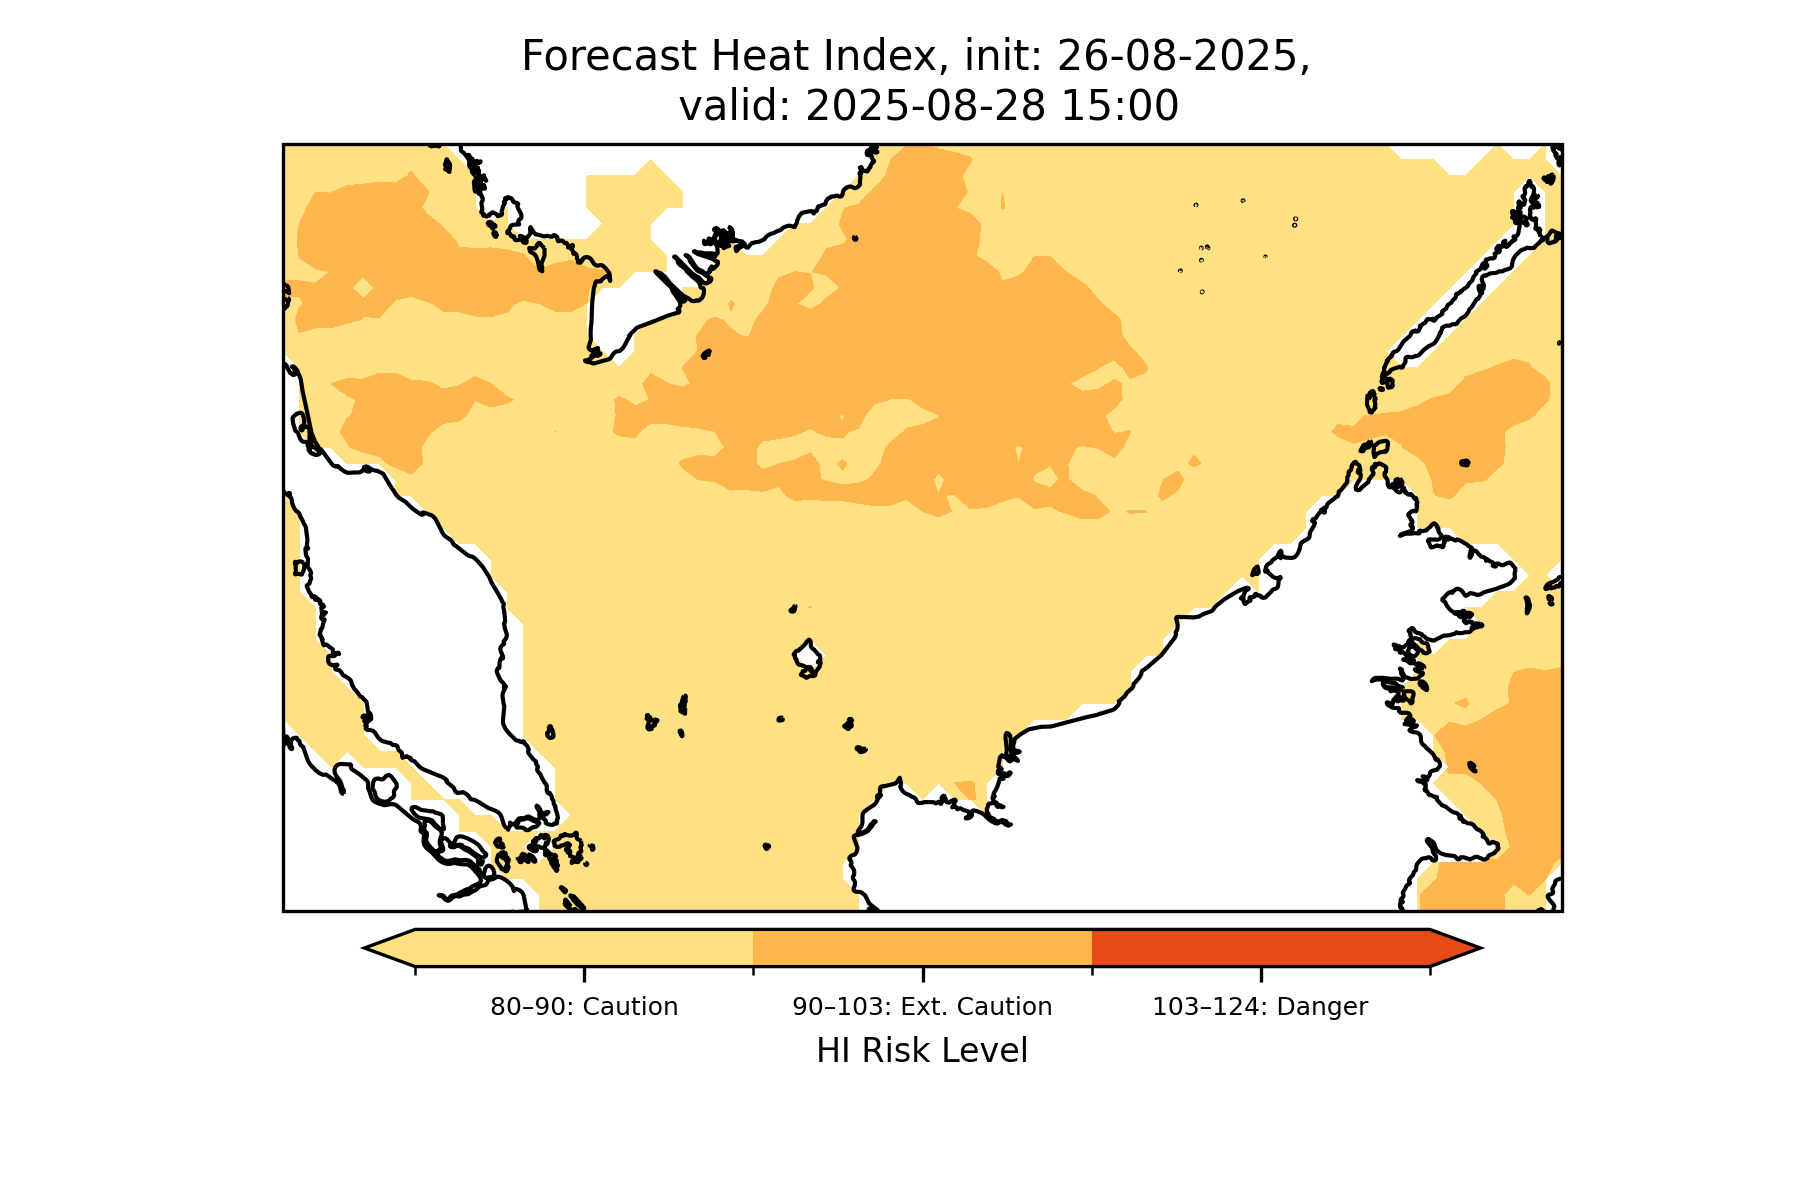 Forecast Heat Index, init: 26-08-2025,
valid: 2025-08-28 15:00
80–90: Caution
90–103: Ext. Caution
103–124: Danger
HI Risk Level